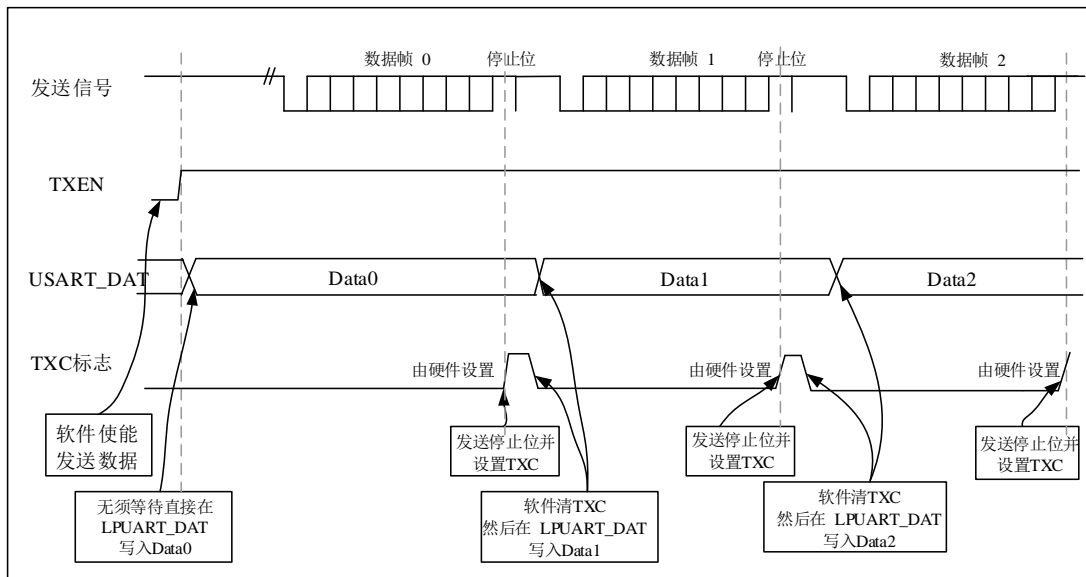 数据帧 0
停止位
数据帧 1
停止位
数据帧 2
发送信号
TXEN
USART_DAT
Data0
Data1
Data2
TXC标志
由硬件设置
由硬件设置
由硬件设置
软件使能
发送数据
发送停止位并
设置TXC
发送停止位并
设置TXC
发送停止位并
设置TXC
无须等待直接在
LPUART_DAT
写入Data0
软件清TXC
然后在 LPUART_DAT
写入Data1
软件清TXC
然后在 LPUART_DAT
写入Data2